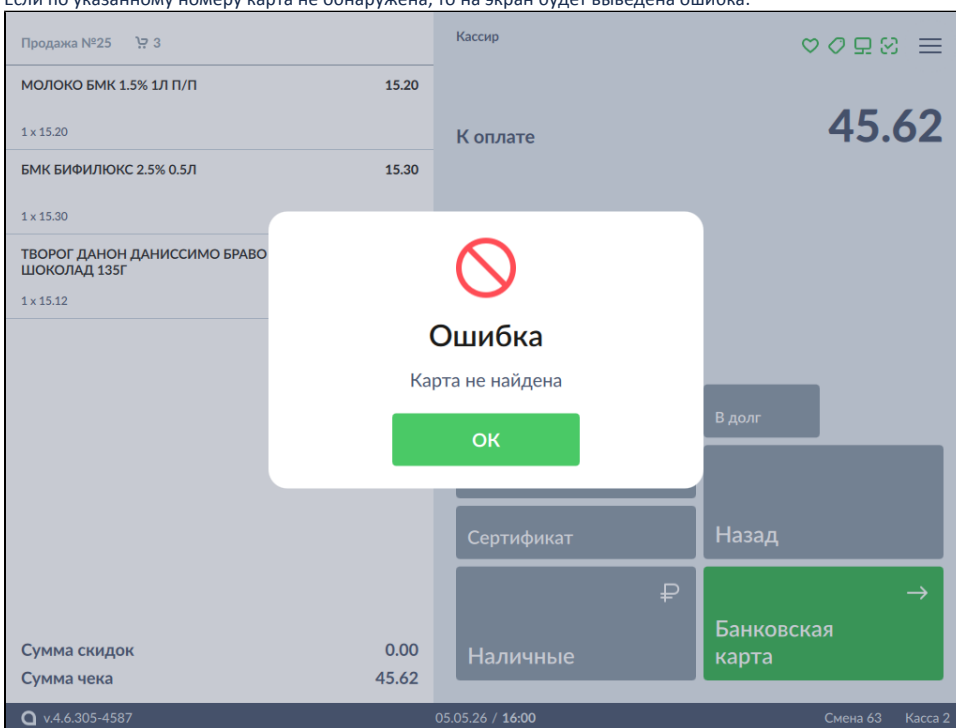 Если по указанному номеру карта не обнаружена, то на экран будет выведена ошибка:
Продажа №25 3
МОЛОКО БМК 1.5% 1Л П/П 15.20
1 x 15.20
БМК БИФИЛЮКС 2.5% 0.5Л 15.30
1 x 15.30
ТВОРОГ ДАНОН ДАНИССИМО БРАВО
ШОКОЛАД 135Г
1 x 15.12
Сумма скидок 0.00
Сумма чека 45.62
Кассир
К оплате 45.62
Ошибка
Карта не найдена
ОК
В долг
Сертификат
Назад
₽
Наличные
→
Банковская
карта
v.4.6.305-4587 05.05.26 / 16:00 Смена 63 Касса 2